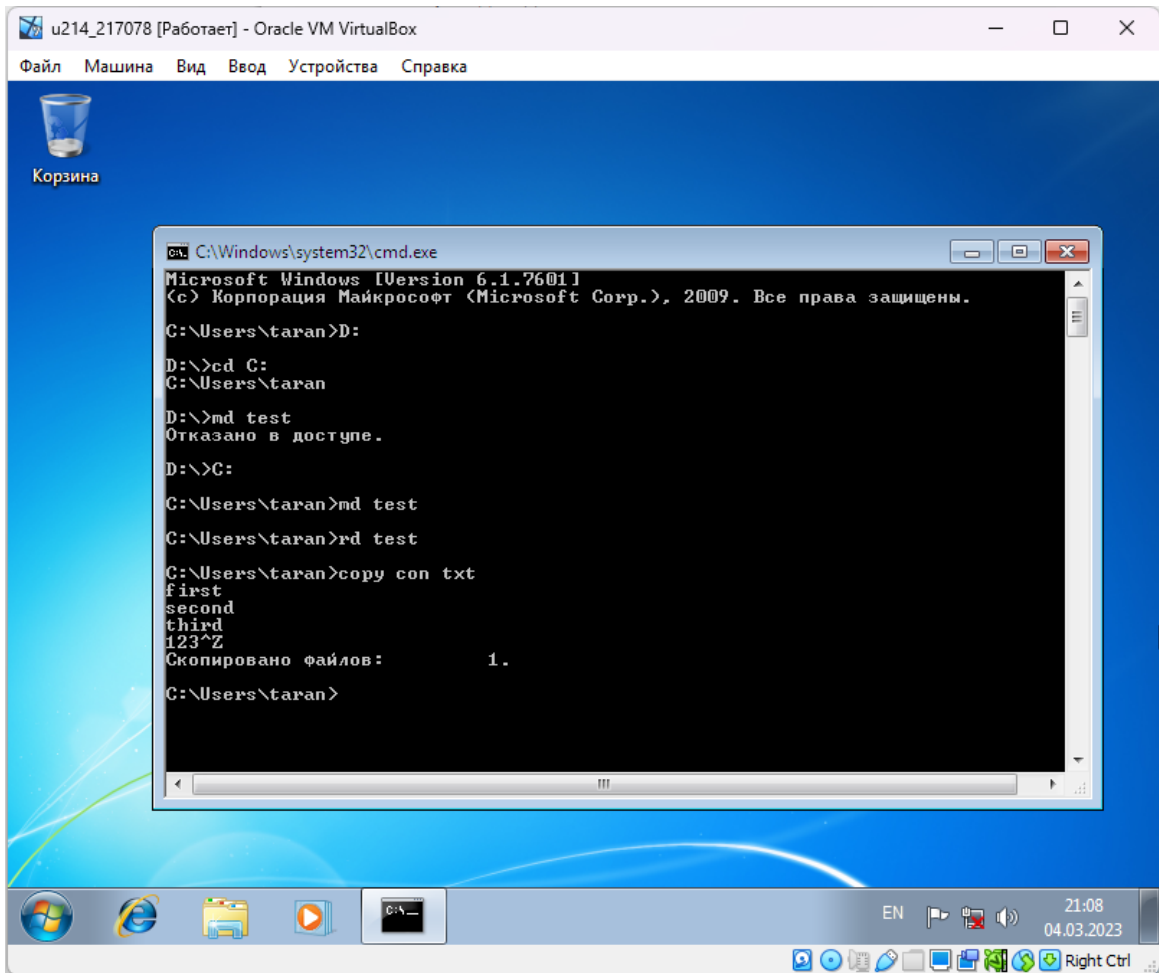 u214_217078 [Работает] - Oracle VM VirtualBox
Файл Машина Вид Ввод Устройства Справка
Корзина
C:\Windows\system32\cmd.exe
Microsoft Windows [Version 6.1.7601]
(c) Корпорация Майкрософт (Microsoft Corp.), 2009. Все права защищены.
C:\Users\taran>D:
D:\>cd C:
C:\Users\taran
D:\>md test
Отказано в доступе.
D:\>C:
C:\Users\taran>md test
C:\Users\taran>rd test
C:\Users\taran>copy con txt
first
second
third
123^Z
Скопировано файлов: 1.
C:\Users\taran>
EN
21:08
04.03.2023
Right Ctrl